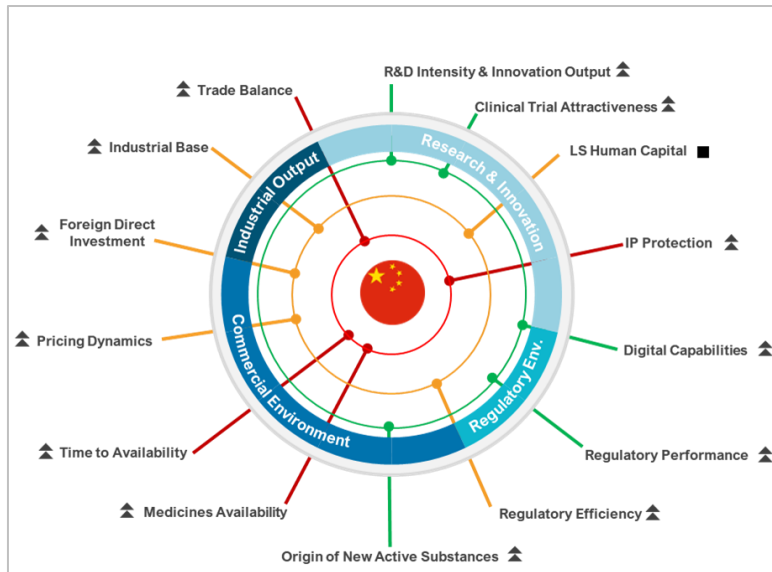 R&D Intensity & Innovation Output
Trade Balance
Clinical Trial Attractiveness
Industrial Base
LS Human Capital
Foreign Direct
Investment
IP Protection
Pricing Dynamics
Digital Capabilities
Time to Availability
Regulatory Performance
Medicines Availability
Regulatory Efficiency
Origin of New Active Substances
Industrial Output
Research & Innovation
Commercial Environment
Regulatory Env.